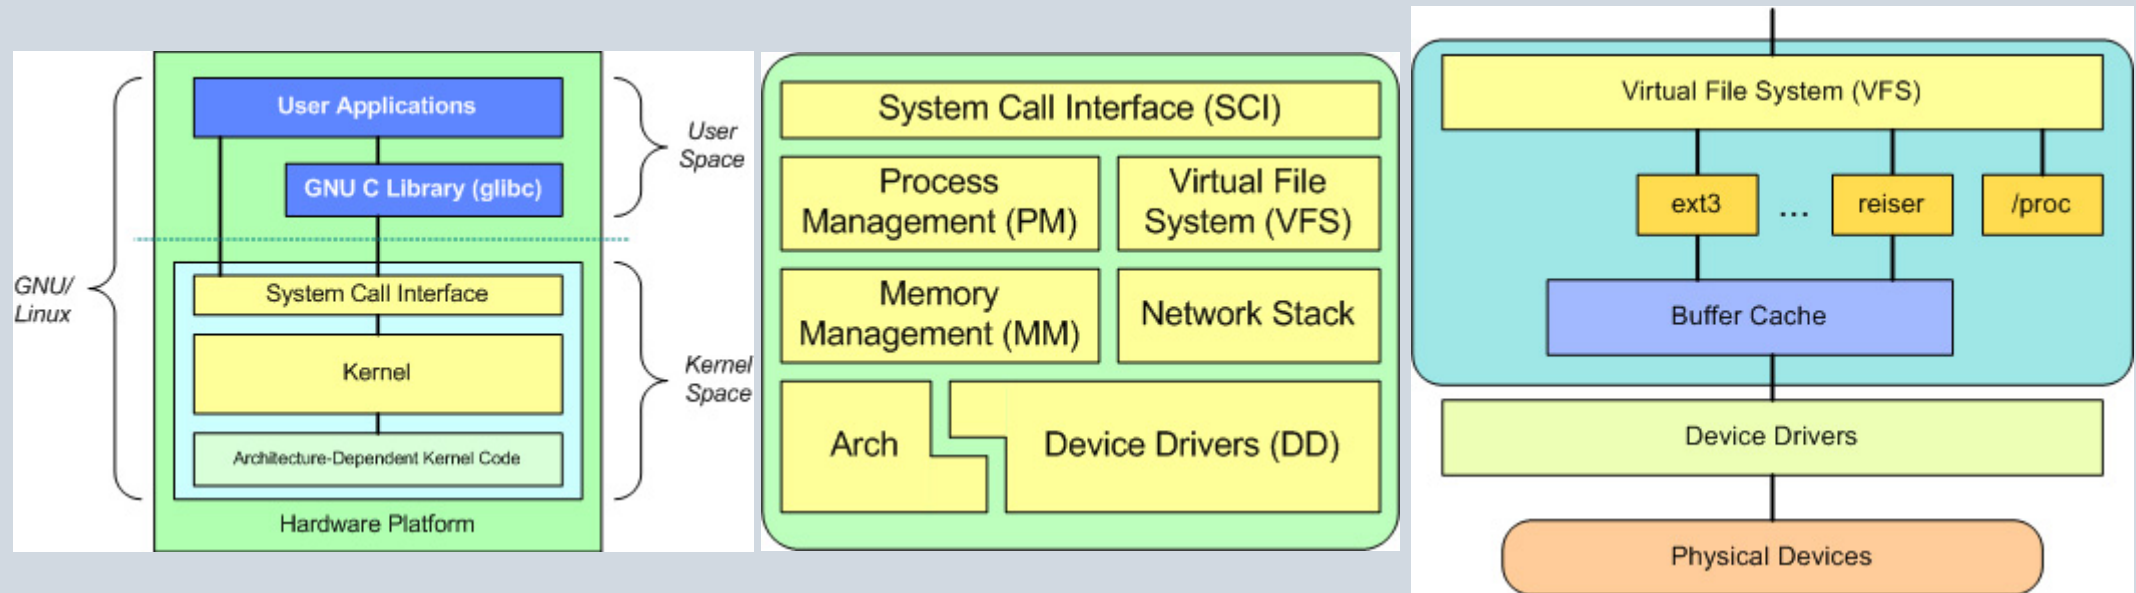 User Applications
GNU C Library (glibc)
User
Space
GNU/
Linux
System Call Interface
Kernel
Kernel
Space
Architecture-Dependent Kernel Code
Hardware Platform
System Call Interface (SCI)
Process
Management (PM)
Virtual File
System (VFS)
Memory
Management (MM)
Network Stack
Arch
Device Drivers (DD)
Virtual File System (VFS)
ext3
...
reiser
/proc
Buffer Cache
Device Drivers
Physical Devices